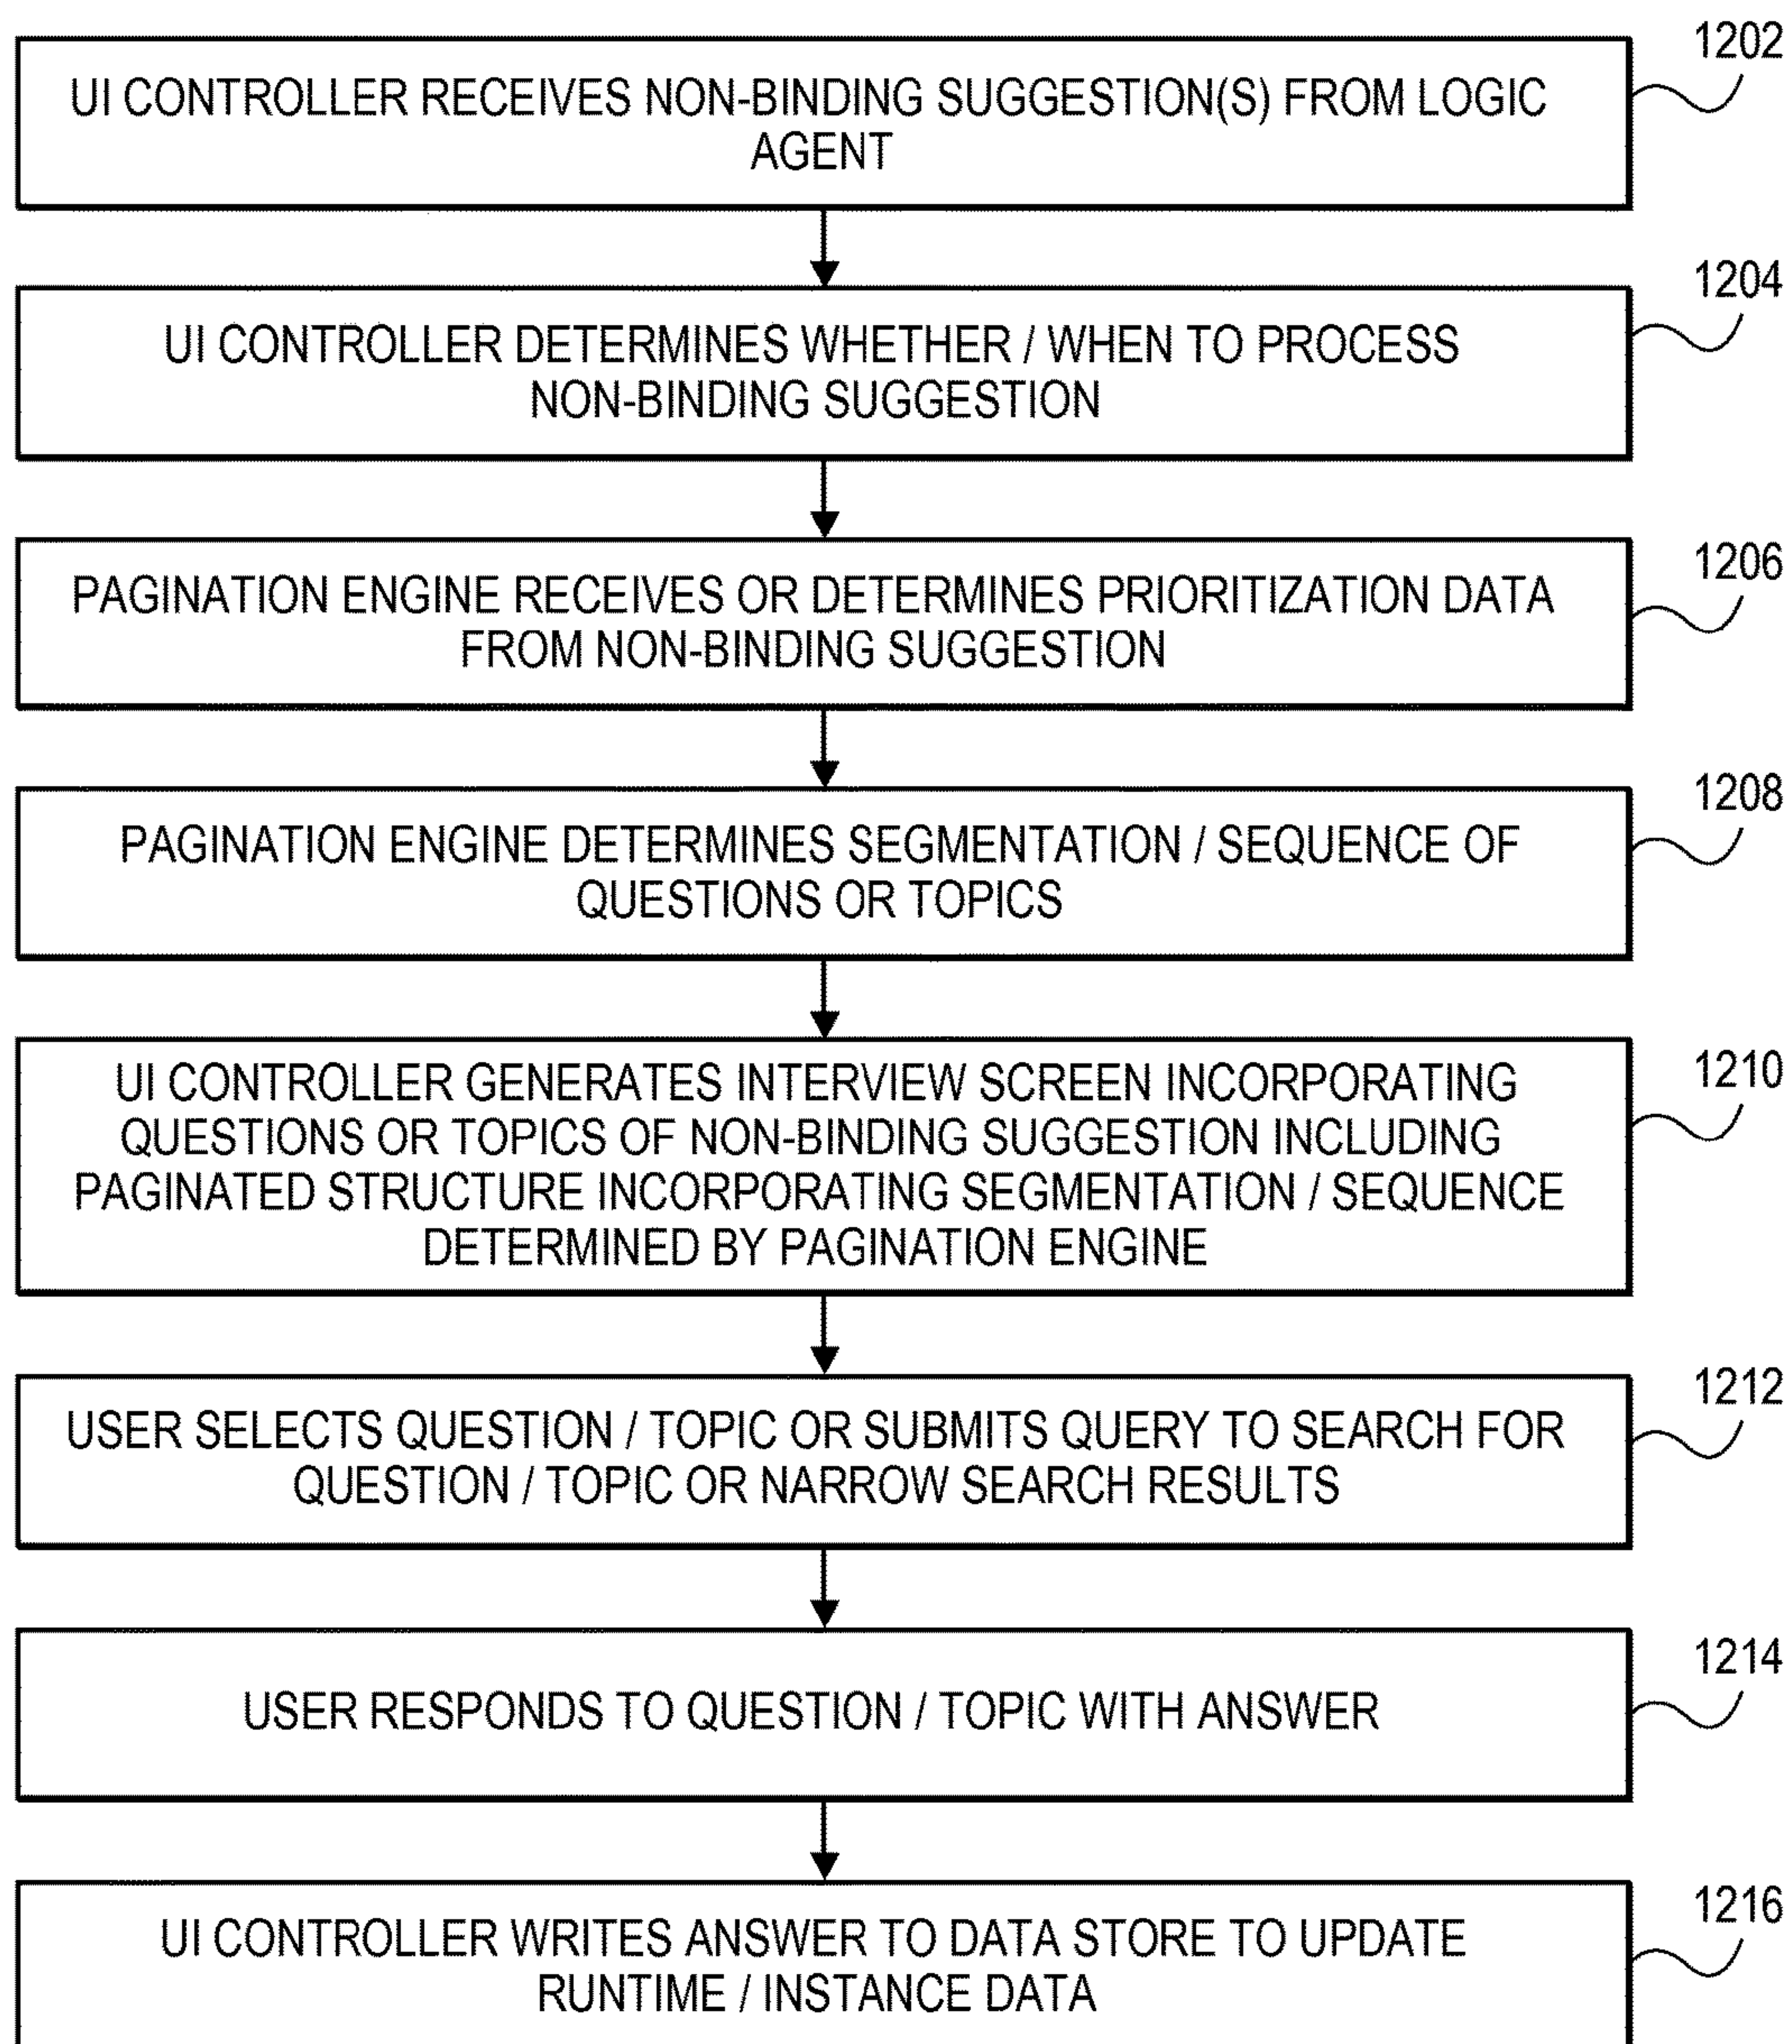 1202
UI CONTROLLER RECEIVES NON-BINDING SUGGESTION(S) FROM LOGIC
AGENT
1204
UI CONTROLLER DETERMINES WHETHER / WHEN TO PROCESS
NON-BINDING SUGGESTION
1206
PAGINATION ENGINE RECEIVES OR DETERMINES PRIORITIZATION DATA
FROM NON-BINDING SUGGESTION
1208
PAGINATION ENGINE DETERMINES SEGMENTATION / SEQUENCE OF
QUESTIONS OR TOPICS
1210
UI CONTROLLER GENERATES INTERVIEW SCREEN INCORPORATING
QUESTIONS OR TOPICS OF NON-BINDING SUGGESTION INCLUDING
PAGINATED STRUCTURE INCORPORATING SEGMENTATION / SEQUENCE
DETERMINED BY PAGINATION ENGINE
1212
USER SELECTS QUESTION / TOPIC OR SUBMITS QUERY TO SEARCH FOR
QUESTION / TOPIC OR NARROW SEARCH RESULTS
1214
USER RESPONDS TO QUESTION / TOPIC WITH ANSWER
1216
UI CONTROLLER WRITES ANSWER TO DATA STORE TO UPDATE
RUNTIME / INSTANCE DATA